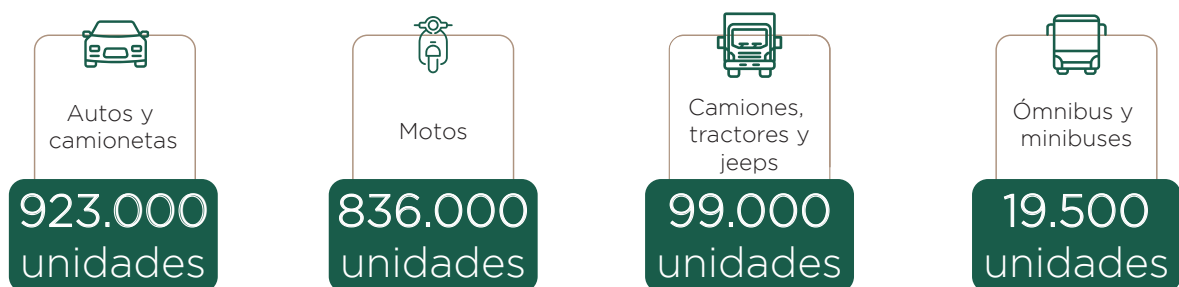 Autos y
camionetas
923.000
unidades
Motos
836.000
unidades
Camiones,
tractores y
jeeps
99.000
unidades
Ómnibus y
minibuses
19.500
unidades